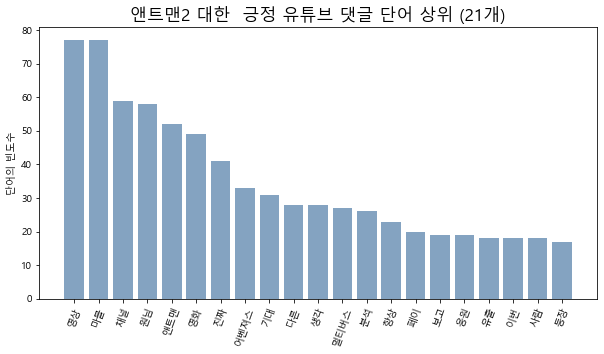 앤트맨2 대한  긍정 유튜브 댓글 단어 상위 (21개)
단어의 빈도수
80
70
60
50
40
30
20
10
0
영상
마블
채널
원님
앤트맨
영화
진짜
어벤져스
기대
다른
생각
멀티버스
분석
항상
페이
보고
응원
유출
이번
사람
등장